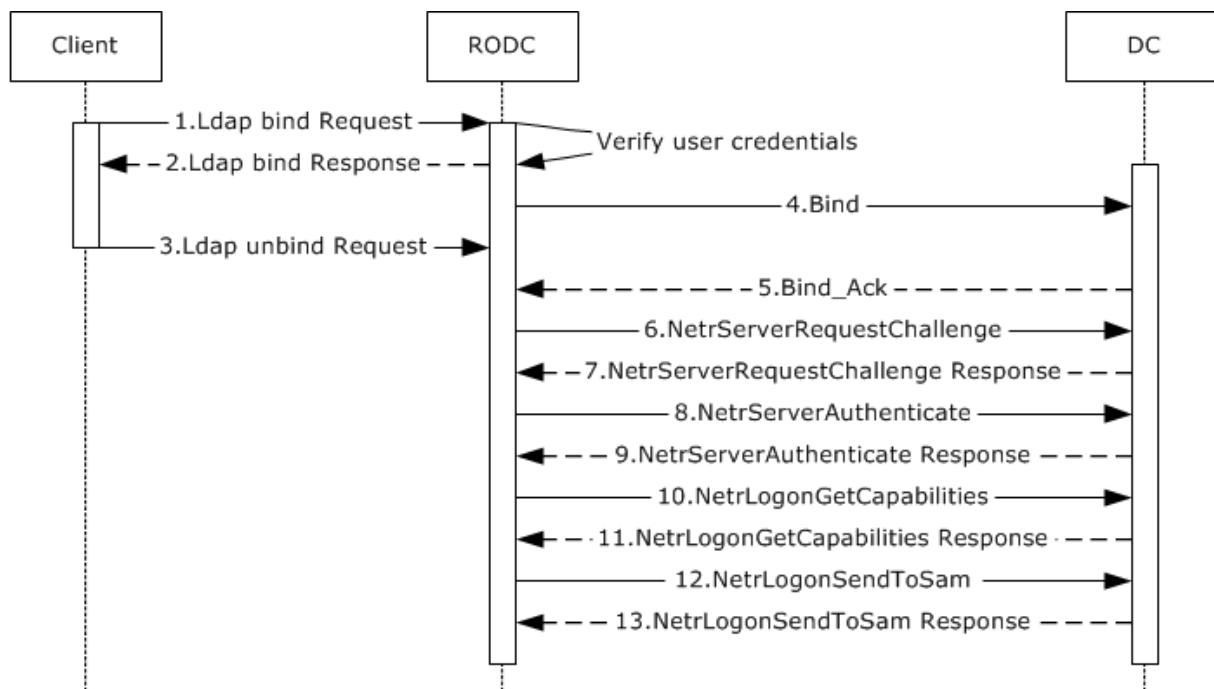 Client
RODC
DC
1.Ldap bind Request
Verify user credentials
2.Ldap bind Response
4.Bind
3.Ldap unbind Request
5.Bind_Ack
6.NetrServerRequestChallenge
7.NetrServerRequestChallenge Response
8.NetrServerAuthenticate
9.NetrServerAuthenticate Response
10.NetrLogonGetCapabilities
11.NetrLogonGetCapabilities Response
12.NetrLogonSendToSam
13.NetrLogonSendToSam Response